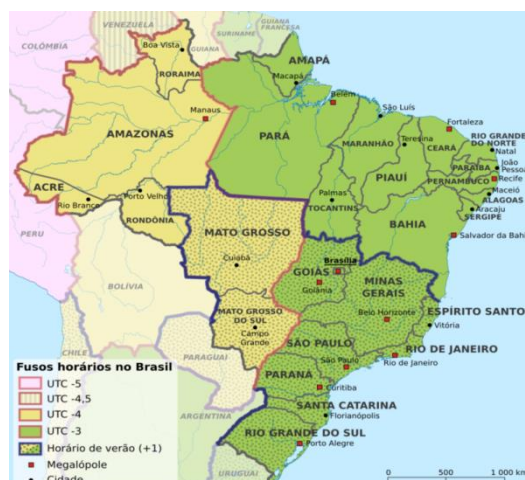 VENEZUELA
GUIANA FRANCESA
SURINAME
GUIANA
COLÔMBIA
Boa Vista
RORAIMA
AMAPÁ
Macapá
Belém
São Luis
Manaus
AMAZONAS
PARÁ
Fortaleza
MARANHÃO
Teresina
CEARÁ
RIO GRANDE DO NORTE
Natal
PARAÍBA
João Pessoa
PERNAMBUCO
Recife
PIAUÍ
ALAGOAS
Maceió
ACRE
Rio Branco
Porto Velho
RONDÔNIA
Palmas
TOCANTINS
SERGIPE
Aracaju
BAHIA
Salvador da Bahi
PERU
MATO GROSSO
Cuiabá
Brasília
GOIÁS
Goiânia
BOLÍVIA
MINAS GERAIS
Belo Horizonte
ESPÍRITO SANTO
Vitória
MATO GROSSO DO SUL
Campo Grande
SÃO PAULO
São Paulo
RIO DE JANEIRO
Rio de Janeiro
PARAGUAI
PARANÁ
Curitiba
CHILE
SANTA CATARINA
Florianópolis
ARGENTINA
RIO GRANDE DO SUL
Porto Alegre
URUGUAI
Fusos horários no Brasil
UTC -5
UTC -4,5
UTC -4
UTC -3
Horário de verão (+1)
Megalópole
Cidade
0 500 1 000 km